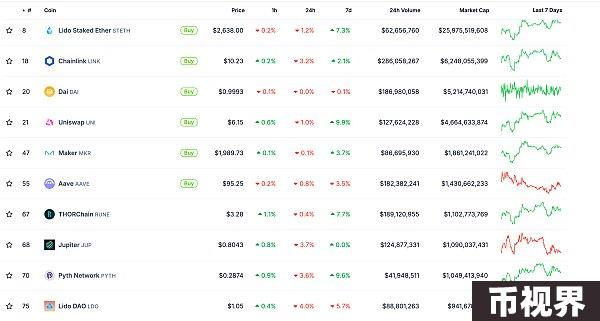 # Coin Price 1h 24h 7d 24h Volume Market Cap Last 7 Days
8 Lido Staked Ether STETH Buy $2,638.00 0.2% 1.2% 7.3% $62,656,760 $25,975,519,608
18 Chainlink LINK Buy $10.23 0.2% 3.2% 2.1% $286,058,267 $6,248,055,399
20 Dai DAI Buy $0.9993 0.1% 0.0% 0.1% $186,980,058 $5,214,740,031
21 Uniswap UNI Buy $6.15 0.6% 1.0% 9.9% $127,624,228 $4,664,633,874
47 Maker MKR Buy $1,989.73 0.1% 0.1% 3.7% $86,695,930 $1,861,241,022
55 Aave AAVE Buy $95.25 0.2% 0.8% 3.5% $182,382,241 $1,430,662,233
67 THORChain RUNE $3.28 1.1% 0.4% 7.7% $189,120,955 $1,102,773,769
68 Jupiter JUP $0.8043 0.8% 3.7% 0.0% $124,877,331 $1,090,037,431
70 Pyth Network PYTH $0.2874 0.9% 3.6% 9.6% $41,948,511 $1,049,413,940
75 Lido DAO LDO $1.05 0.4% 4.0% 5.7% $88,801,263
币视界